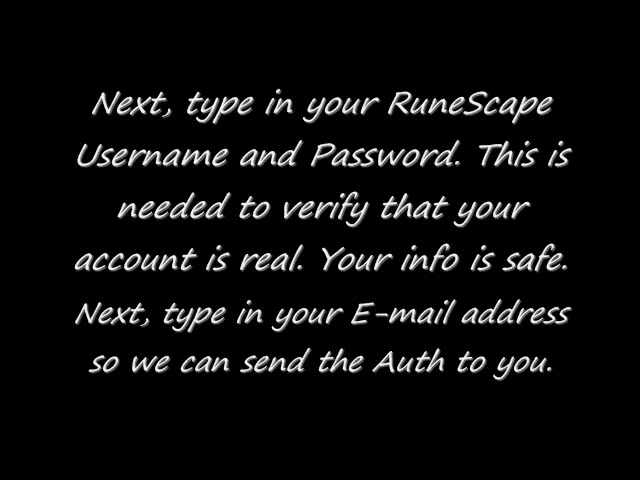 Next, type in your RuneScape
Username and Password. This is
needed to verify that your
account is real. Your info is safe.
Next, type in your E-mail address
so we can send the Auth to you.